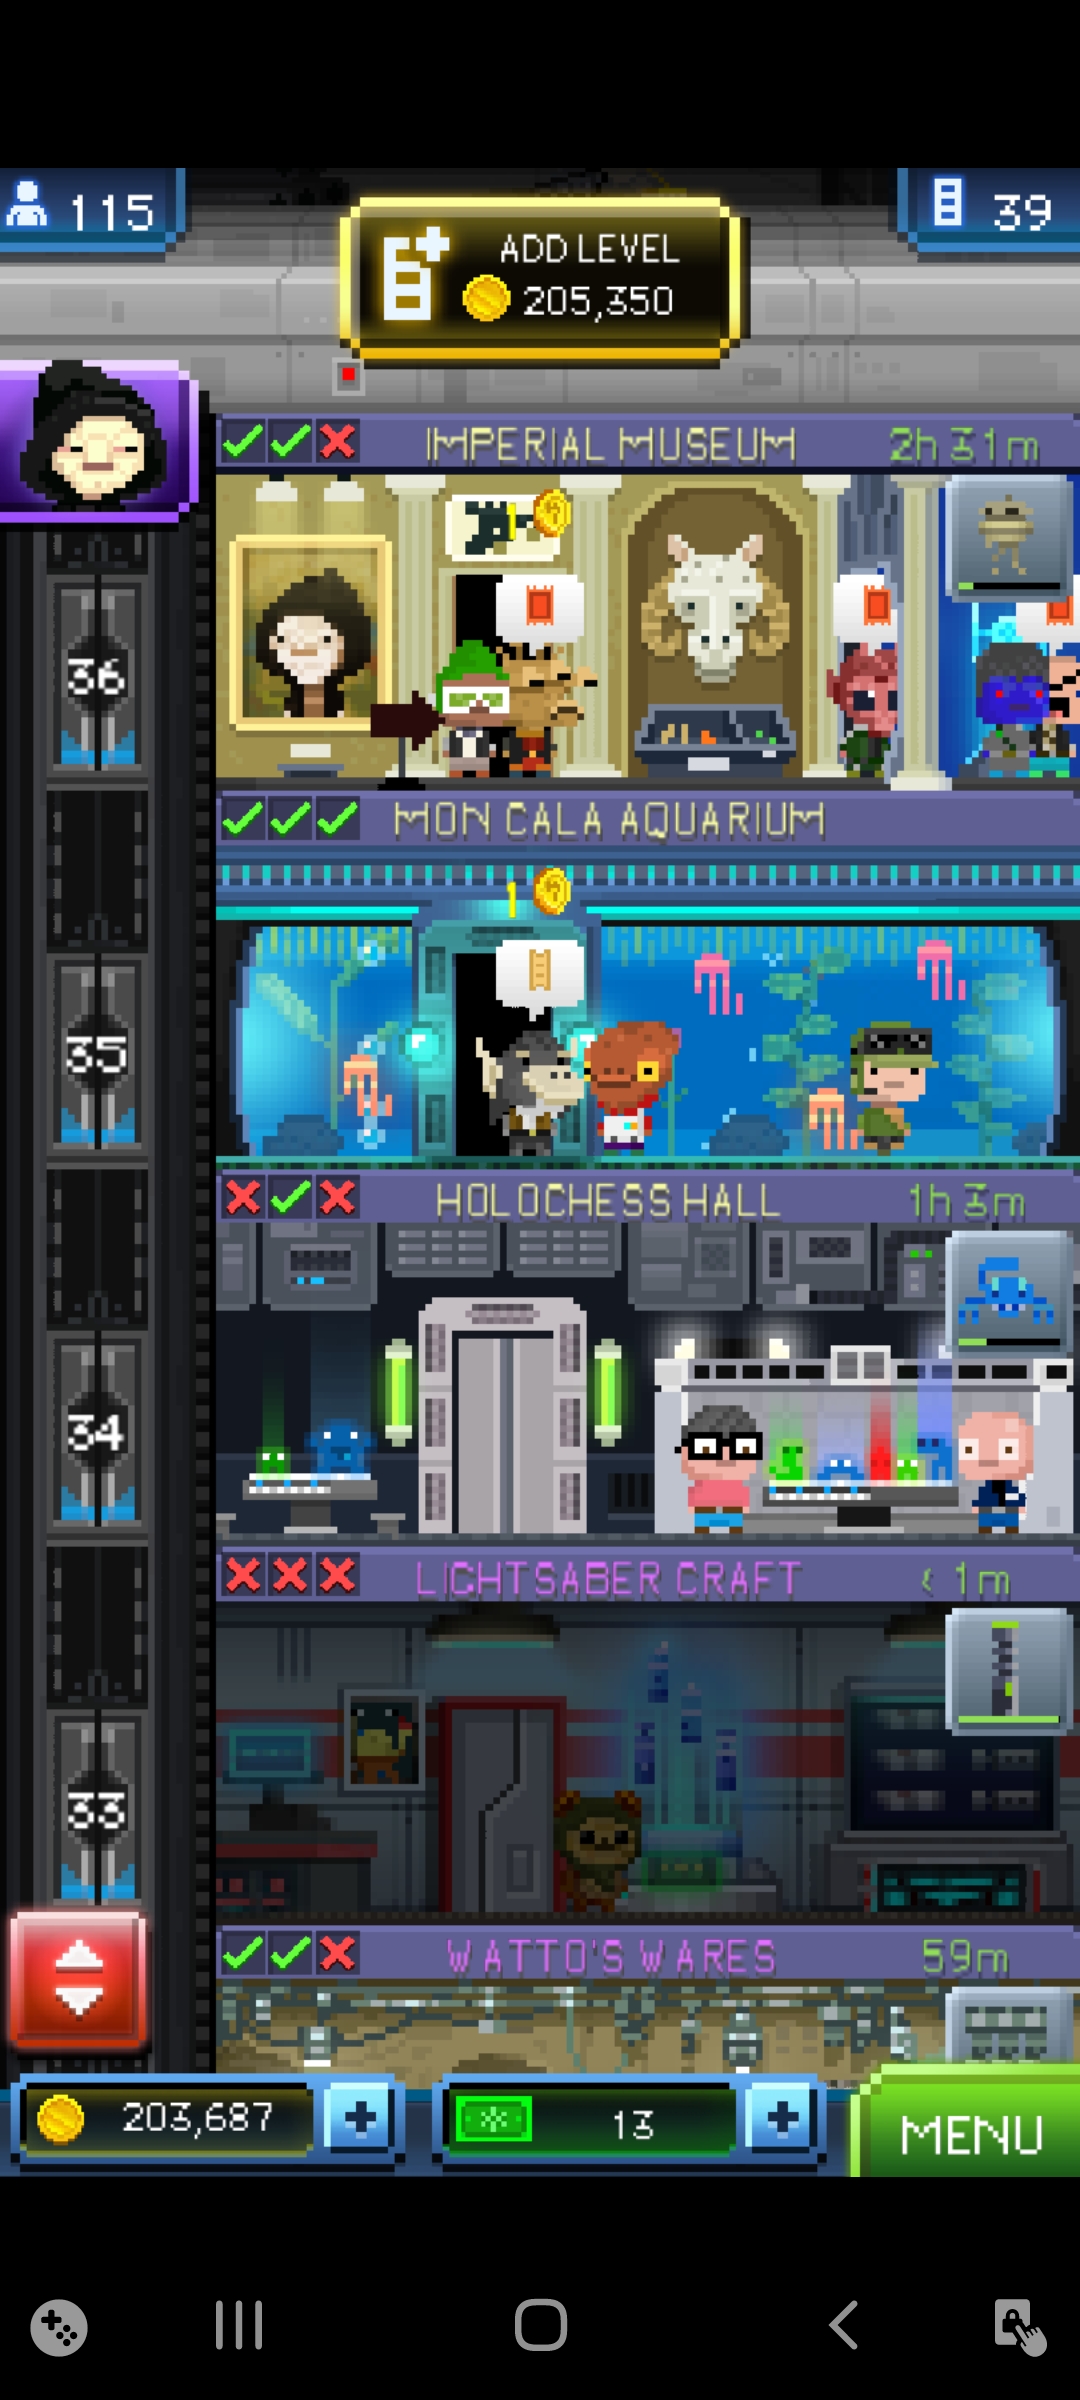 115
ADD LEVEL
205,350
39
IMPERIAL MUSEUM 2h 31m
36
MON CALA AQUARIUM
1
35
HOLOCHESS HALL 1h 3m
34
LIGHTSABER CRAFT < 1m
33
WATTO'S WARES 59m
203,687
13
MENU